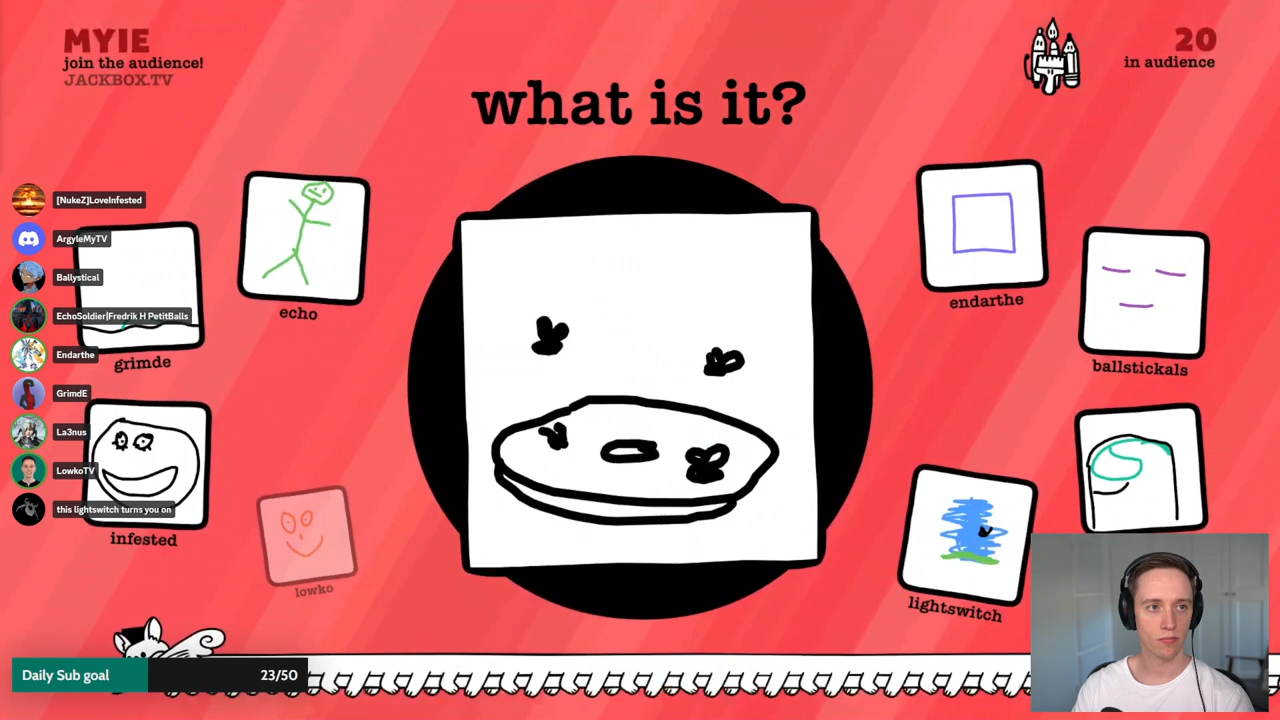 MYIE
join the audience!
JACKBOX.TV
20
in audience
what is it?
[NukeZ]LoveInfested
ArgyleMyTV
Ballystical
EchoSoldier|Fredrik H PetitBalls
Endarthe
GrimdE
La3nus
LowkoTV
this lightswitch turns you on
echo
grimde
infested
lowko
endarthe
ballstickals
lightswitch
Daily Sub goal
23/50